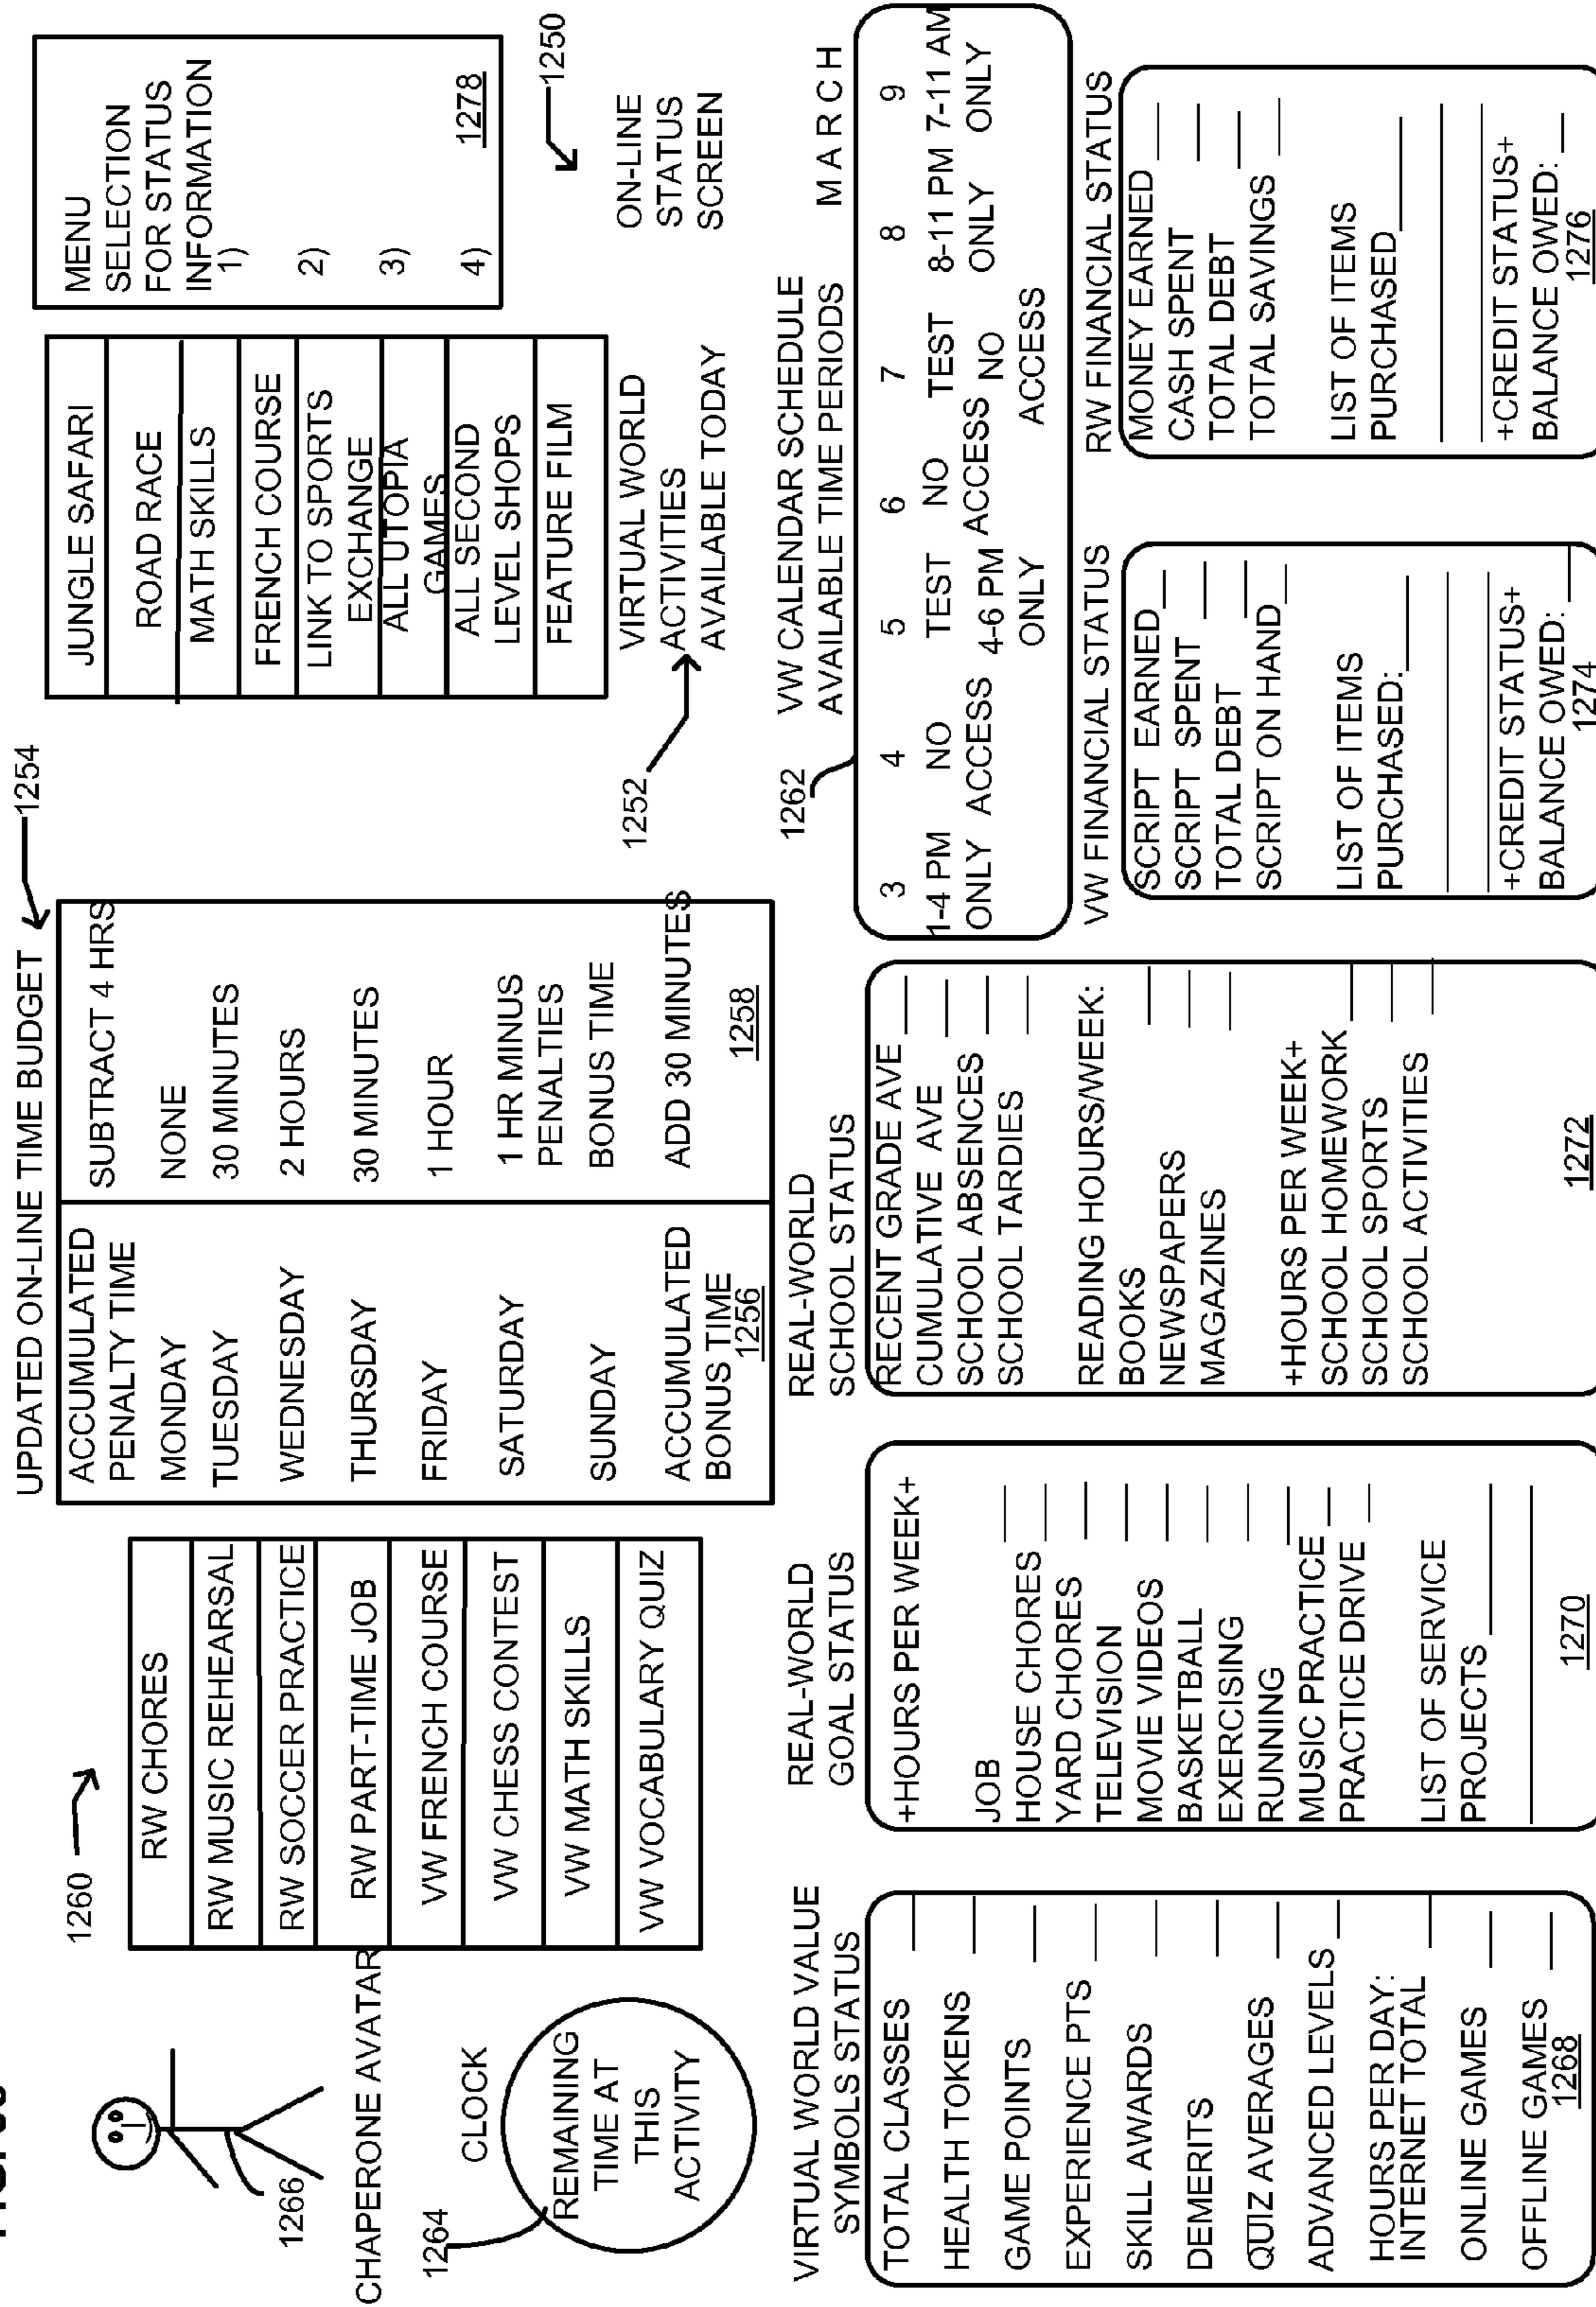 1266
CHAPERONE AVATAR
CLOCK
1264
REMAINING
TIME AT
THIS
ACTIVITY
1260
RW CHORES
RW MUSIC REHEARSAL
RW SOCCER PRACTICE
RW PART-TIME JOB
VW FRENCH COURSE
VW CHESS CONTEST
VW MATH SKILLS
VW VOCABULARY QUIZ
UPDATED ON-LINE TIME BUDGET
1254
ACCUMULATED SUBTRACT 4 HRS
PENALTY TIME
MONDAY NONE
TUESDAY 30 MINUTES
WEDNESDAY 2 HOURS
THURSDAY 30 MINUTES
FRIDAY 1 HOUR
SATURDAY 1 HR MINUS
PENALTIES
SUNDAY BONUS TIME
ACCUMULATED ADD 30 MINUTES
BONUS TIME
1256 1258
JUNGLE SAFARI
ROAD RACE
MATH SKILLS
FRENCH COURSE
LINK TO SPORTS
EXCHANGE
ALL UTOPIA
GAMES
ALL SECOND
LEVEL SHOPS
FEATURE FILM
1252
VIRTUAL WORLD
ACTIVITIES
AVAILABLE TODAY
MENU
SELECTION
FOR STATUS
INFORMATION
1)
2)
3)
4)
1278
1250
ON-LINE
STATUS
SCREEN
1262
VW CALENDAR SCHEDULE
AVAILABLE TIME PERIODS MARCH
3 4 5 6 7 8 9
1-4 PM NO TEST NO TEST 8-11 PM 7-11 AM
ONLY ACCESS 4-6 PM ACCESS NO ONLY ONLY
ONLY ACCESS
VIRTUAL WORLD VALUE
SYMBOLS STATUS
TOTAL CLASSES
HEALTH TOKENS
GAME POINTS
EXPERIENCE PTS
SKILL AWARDS
DEMERITS
QUIZ AVERAGES
ADVANCED LEVELS
HOURS PER DAY:
INTERNET TOTAL
ONLINE GAMES
OFFLINE GAMES
1268
REAL-WORLD
GOAL STATUS
+HOURS PER WEEK+
JOB
HOUSE CHORES
YARD CHORES
TELEVISION
MOVIE VIDEOS
BASKETBALL
EXERCISING
RUNNING
MUSIC PRACTICE
PRACTICE DRIVE
LIST OF SERVICE
PROJECTS
1270
REAL-WORLD
SCHOOL STATUS
RECENT GRADE AVE
CUMULATIVE AVE
SCHOOL ABSENCES
SCHOOL TARDIES
READING HOURS/WEEK:
BOOKS
NEWSPAPERS
MAGAZINES
+HOURS PER WEEK+
SCHOOL HOMEWORK
SCHOOL SPORTS
SCHOOL ACTIVITIES
1272
VW FINANCIAL STATUS
SCRIPT EARNED
SCRIPT SPENT
TOTAL DEBT
SCRIPT ON HAND
LIST OF ITEMS
PURCHASED:
+CREDIT STATUS+
BALANCE OWED:
1274
RW FINANCIAL STATUS
MONEY EARNED
CASH SPENT
TOTAL DEBT
TOTAL SAVINGS
LIST OF ITEMS
PURCHASED
+CREDIT STATUS+
BALANCE OWED:
1276